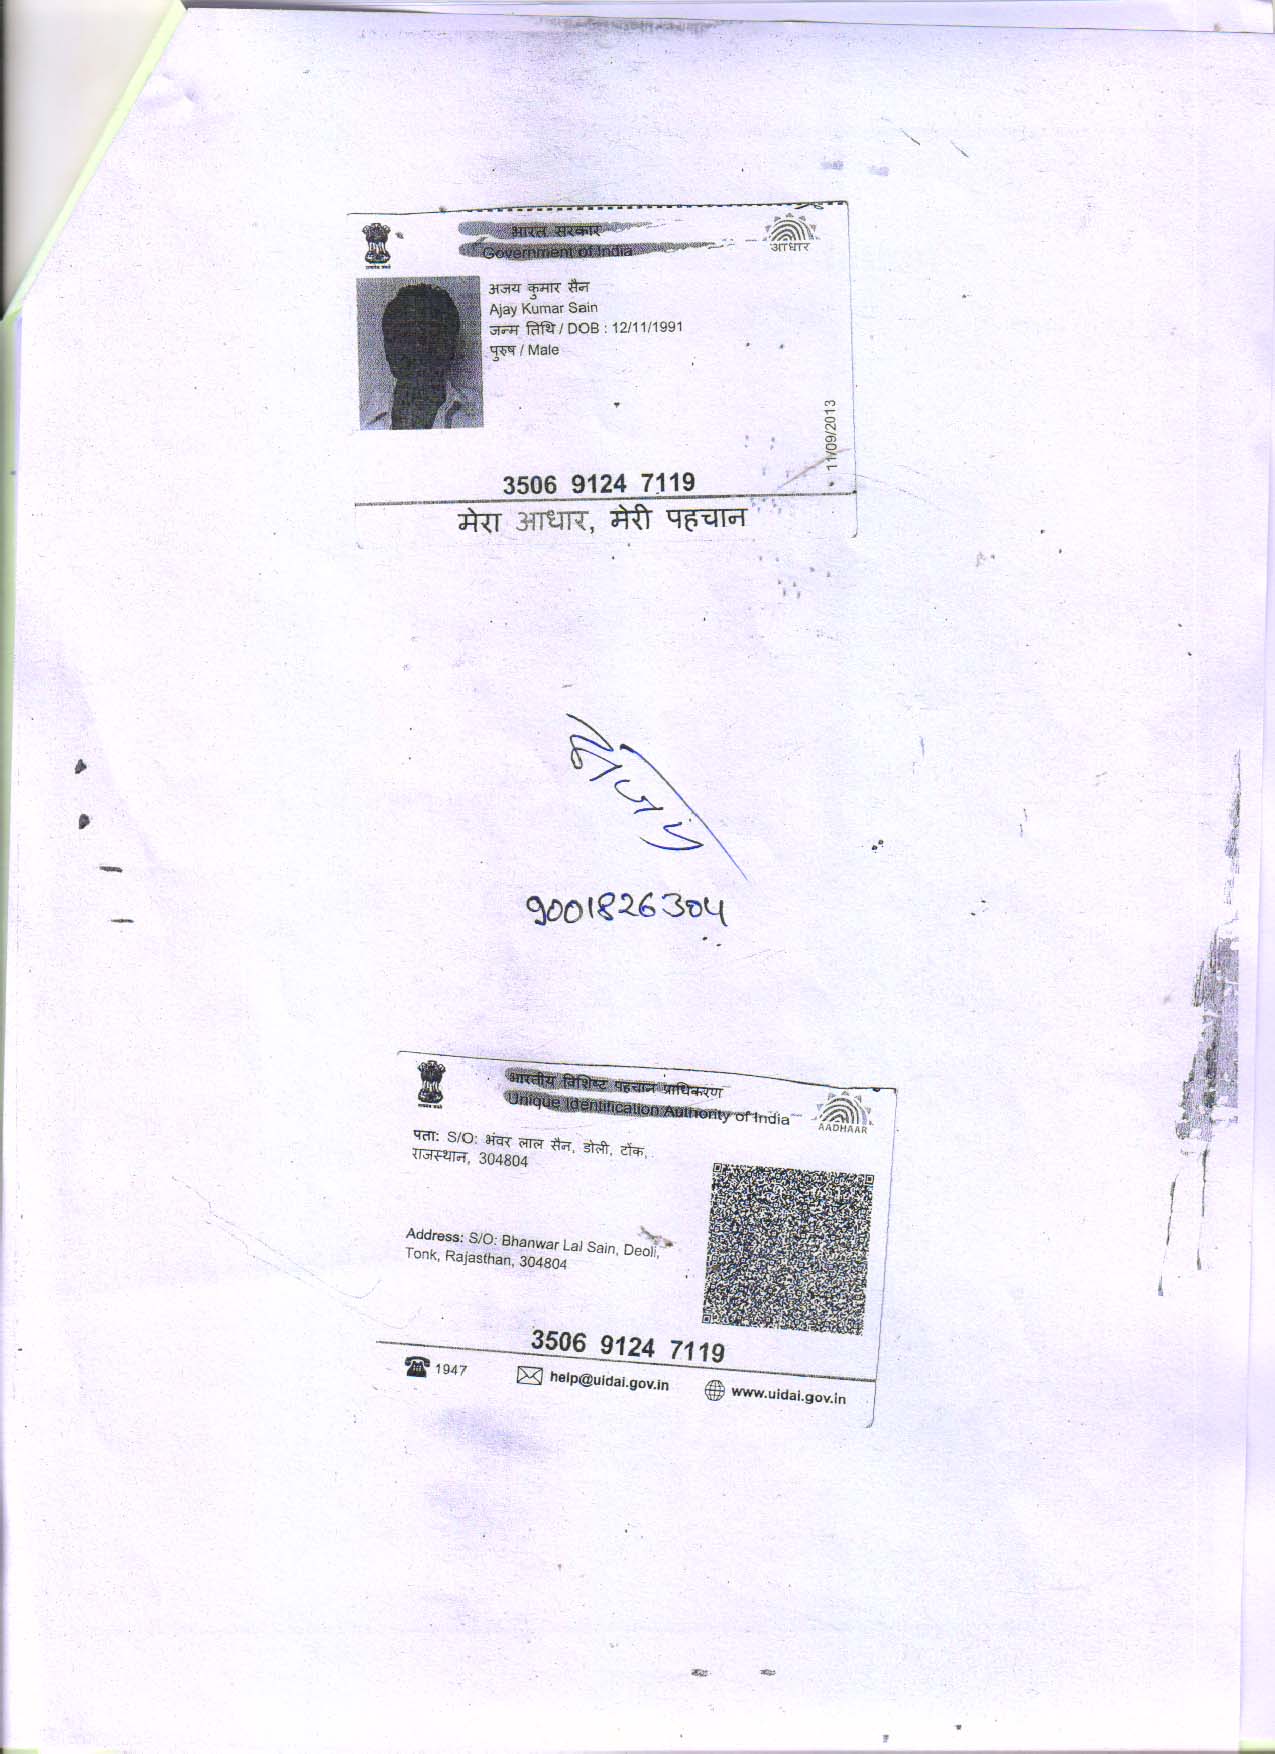 भारत सरकार
Government of India
आधार
अजय कुमार सैन
Ajay Kumar Sain
जन्म तिथि / DOB : 12/11/1991
पुरुष / Male
11/09/2013
3506 9124 7119
मेरा आधार, मेरी पहचान
9001826304
भारतीय विशिष्ट पहचान प्राधिकरण
Unique Identification Authority of India
AADHAAR
पता: S/O: भंवर लाल सैन, डोली, टोंक,
राजस्थान, 304804
Address: S/O: Bhanwar Lal Sain, Deoli,
Tonk, Rajasthan, 304804
3506 9124 7119
1947
help@uidai.gov.in
www.uidai.gov.in